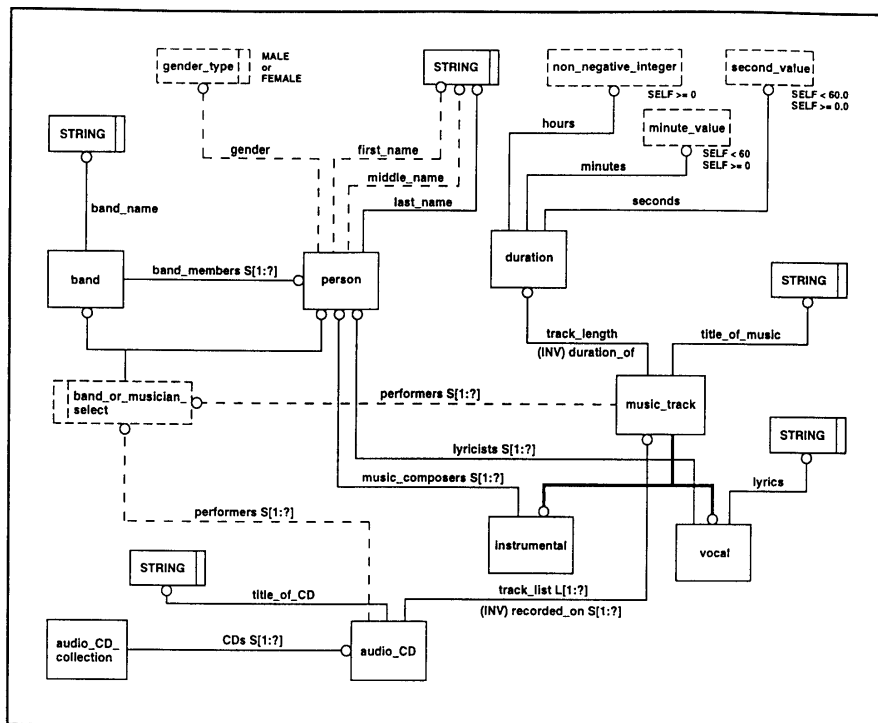 gender_type
MALE
or
FEMALE
STRING
non_negative_integer
SELF >= 0
second_value
SELF < 60.0
SELF >= 0.0
STRING
minute_value
SELF < 60
SELF >= 0
hours
gender
first_name
middle_name
last_name
minutes
seconds
band_name
band
band_members S[1:?]
person
duration
STRING
track_length
(INV) duration_of
title_of_music
band_or_musician_
select
performers S[1:?]
music_track
lyricists S[1:?]
STRING
music_composers S[1:?]
lyrics
performers S[1:?]
instrumental
vocal
STRING
title_of_CD
track_list L[1:?]
(INV) recorded_on S[1:?]
audio_CD_
collection
CDs S[1:?]
audio_CD